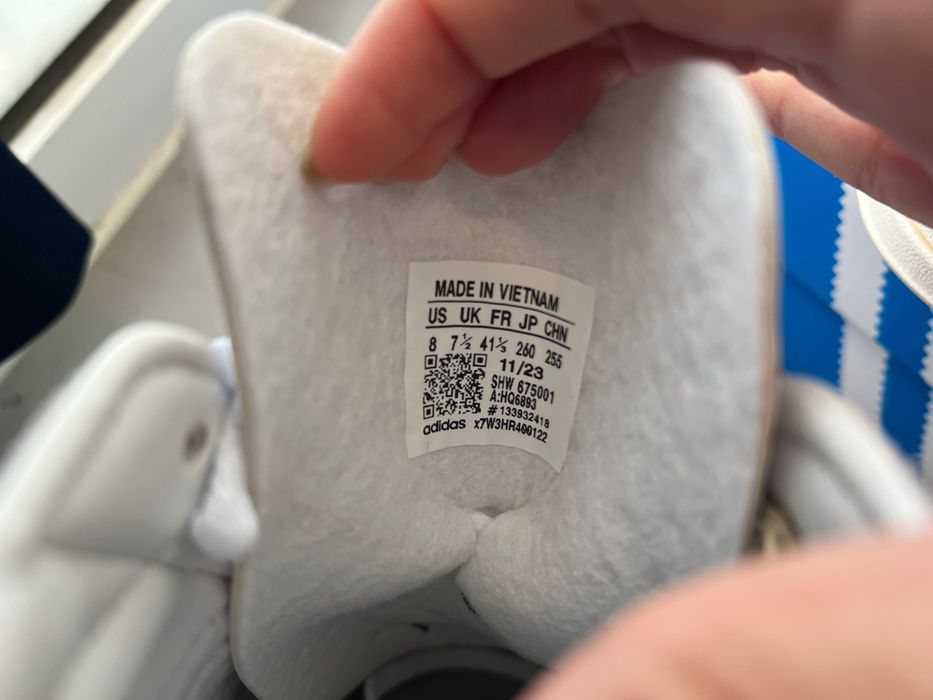 MADE IN VIETNAM
US UK FR JP CHN
8 7½ 41⅓ 260 255
11/23
SHW 675001
A:HQ6893
#133932418
adidas x7W3HR400122